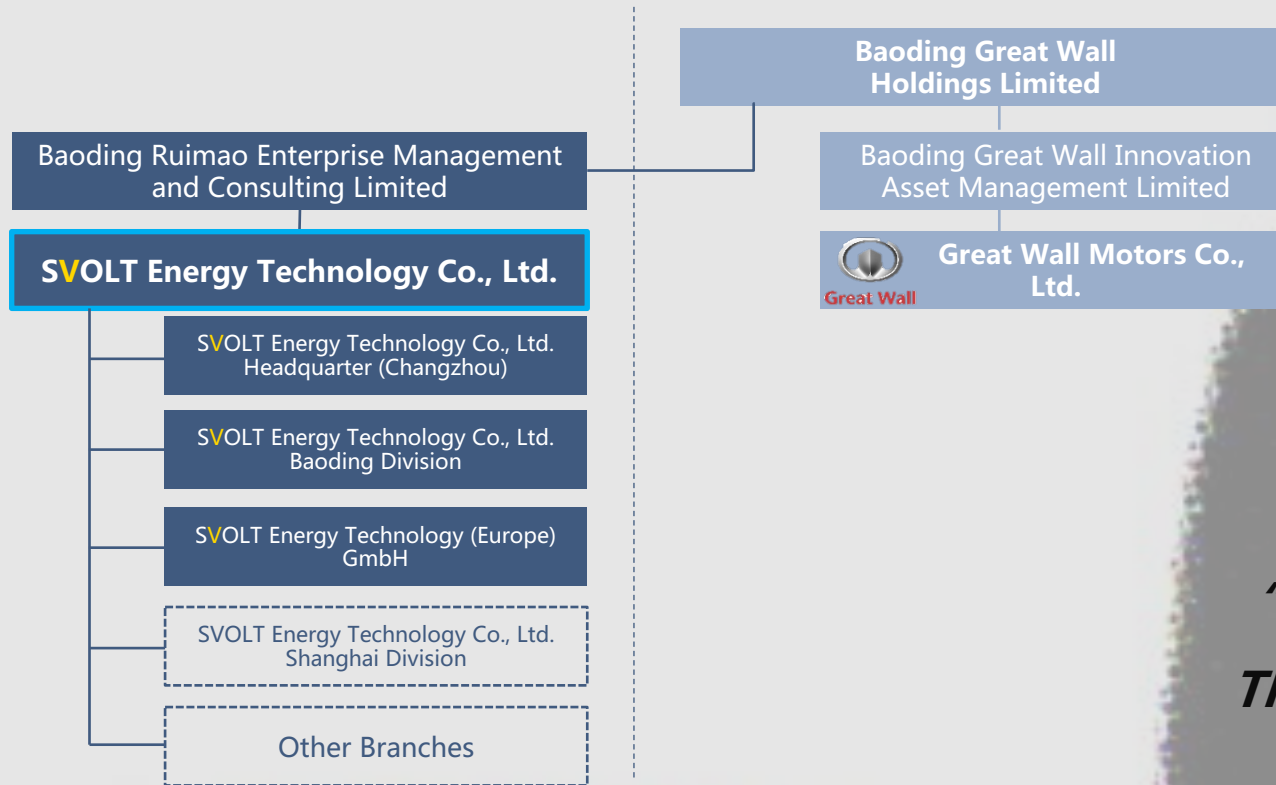 Baoding Great Wall
Holdings Limited
Baoding Ruimao Enterprise Management
and Consulting Limited
Baoding Great Wall Innovation
Asset Management Limited
SVOLT Energy Technology Co., Ltd.
Great Wall
Great Wall Motors Co.,
Ltd.
SVOLT Energy Technology Co., Ltd.
Headquarter (Changzhou)
SVOLT Energy Technology Co., Ltd.
Baoding Division
SVOLT Energy Technology (Europe)
GmbH
SVOLT Energy Technology Co., Ltd.
Shanghai Division
Other Branches